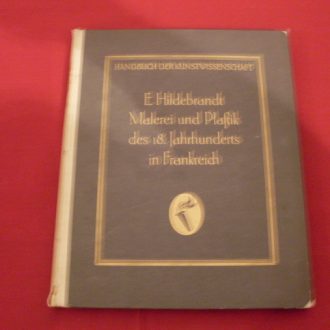 HANDBUCH DER KUNSTWISSENSCHAFT
E. Hildebrandt
Malerei und Plaſtik
des 18. Jahrhunderts
in Frankreich